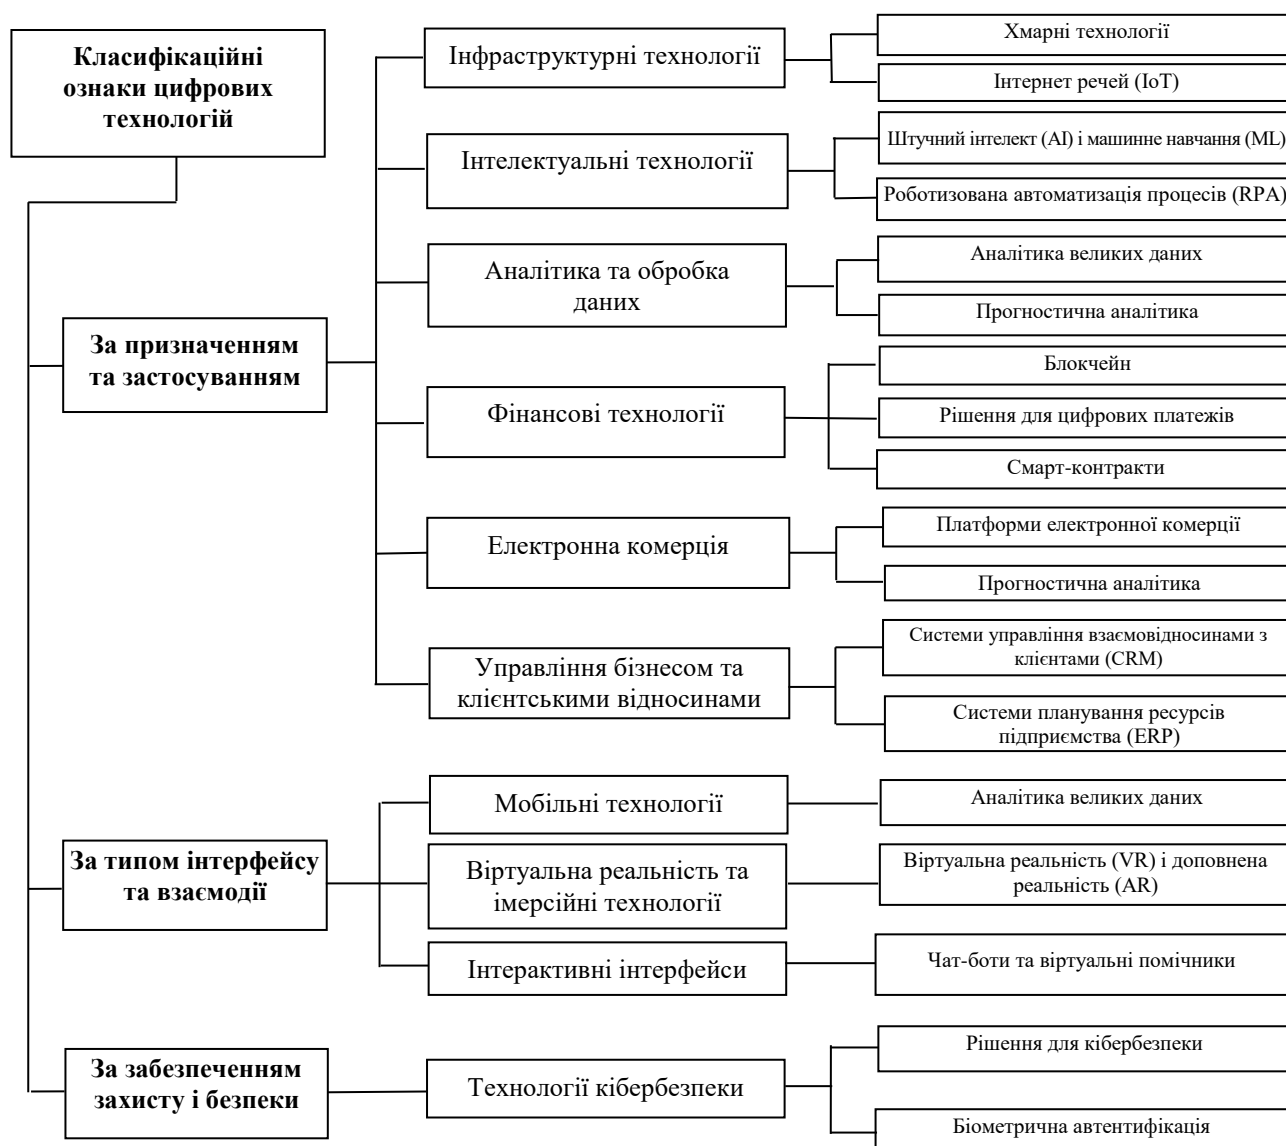 Класифікаційні
ознаки цифрових
технологій
За призначенням
та застосуванням
Інфраструктурні технології
Хмарні технології
Інтернет речей (IoT)
Інтелектуальні технології
Штучний інтелект (AI) і машинне навчання (ML)
Роботизована автоматизація процесів (RPA)
Аналітика та обробка
даних
Аналітика великих даних
Прогностична аналітика
Фінансові технології
Блокчейн
Рішення для цифрових платежів
Смарт-контракти
Електронна комерція
Платформи електронної комерції
Прогностична аналітика
Управління бізнесом та
клієнтськими відносинами
Системи управління взаємовідносинами з
клієнтами (CRM)
Системи планування ресурсів
підприємства (ERP)
За типом інтерфейсу
та взаємодії
Мобільні технології
Аналітика великих даних
Віртуальна реальність та
імерсійні технології
Віртуальна реальність (VR) і доповнена
реальність (AR)
Інтерактивні інтерфейси
Чат-боти та віртуальні помічники
За забезпеченням
захисту і безпеки
Технології кібербезпеки
Рішення для кібербезпеки
Біометрична автентифікація